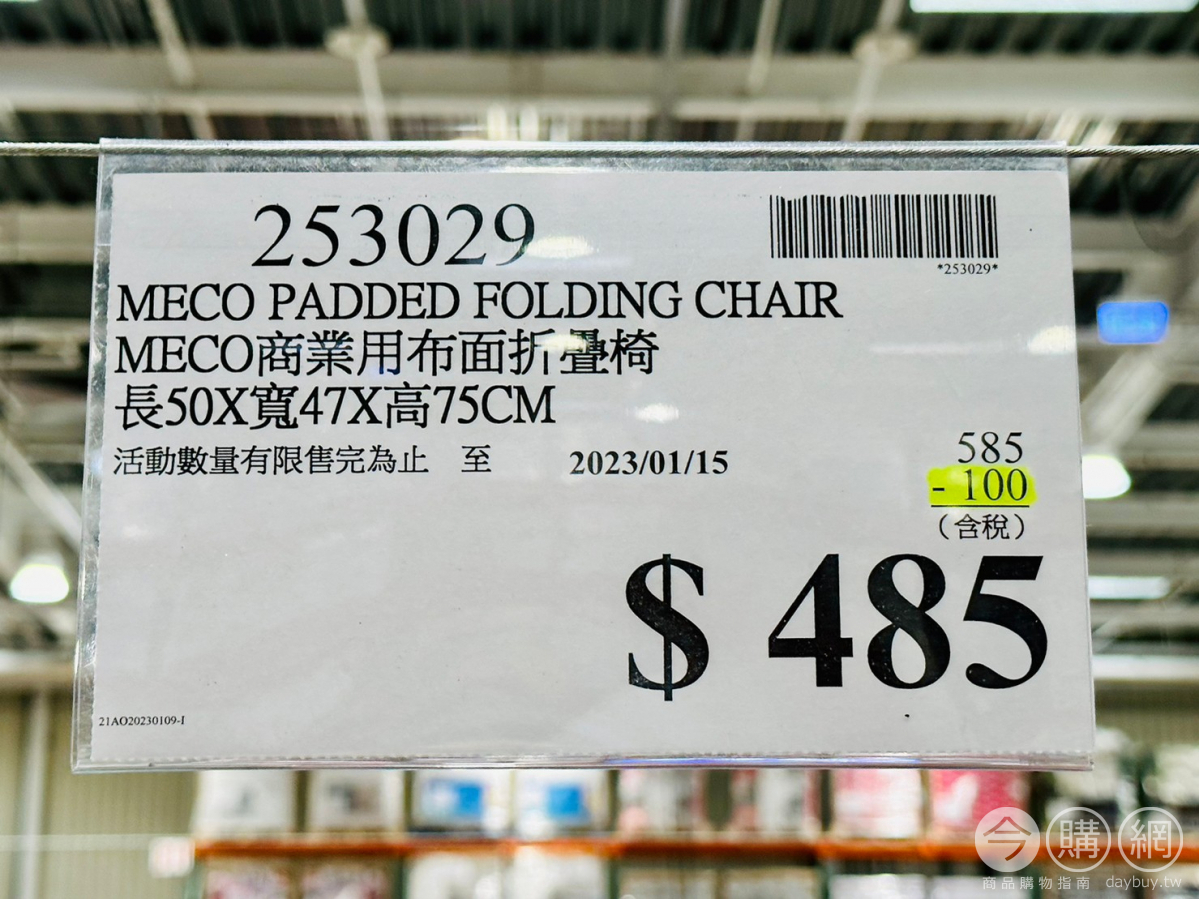 253029
*253029*
MECO PADDED FOLDING CHAIR
MECO商業用布面折疊椅
長50X寬47X高75CM
活動數量有限售完為止 至 2023/01/15
585
- 100
(含稅)
$ 485
21AO20230109-I
今購網
商品購物指南 daybuy.tw